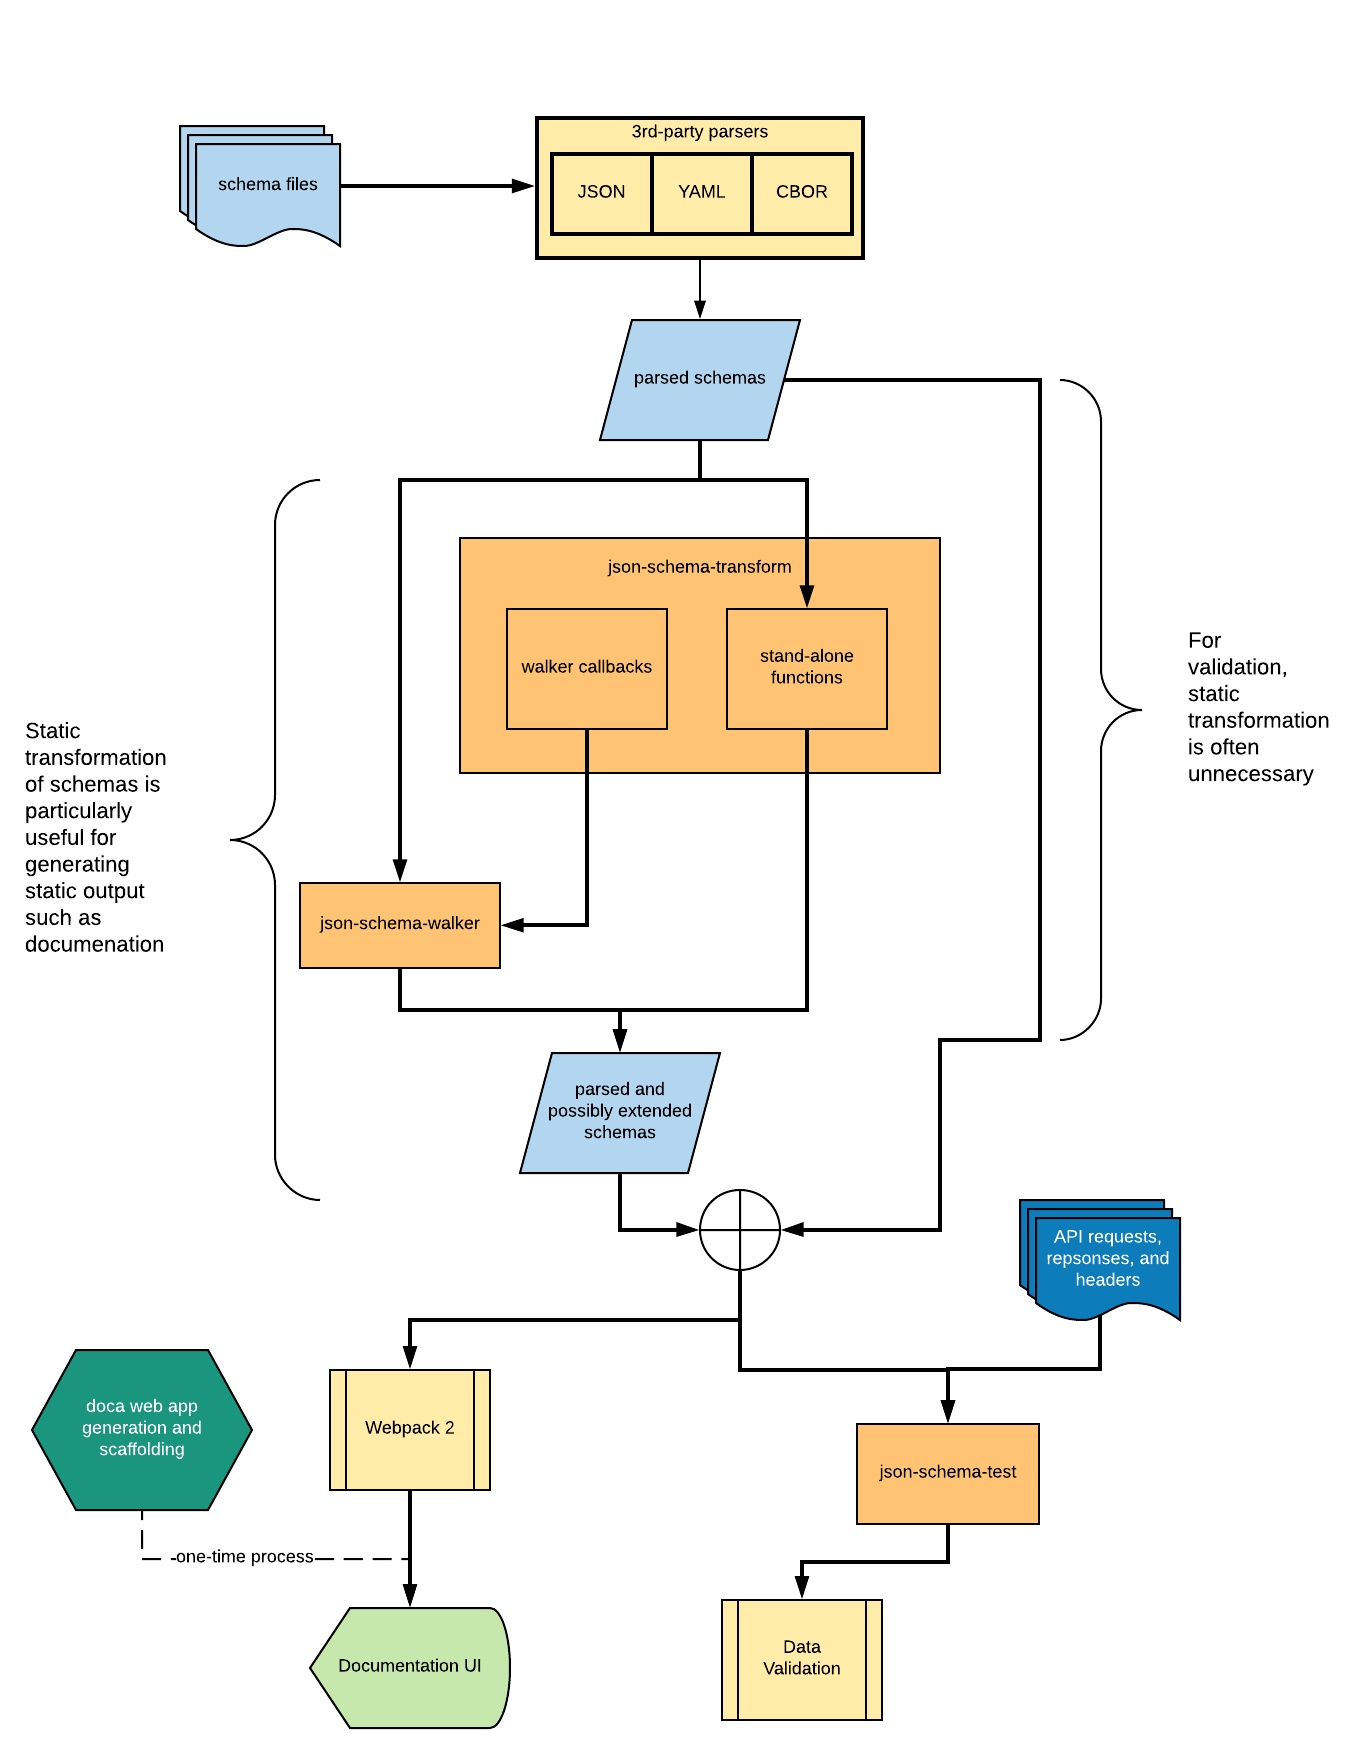 3rd-party parsers
schema files
JSON
YAML
CBOR
parsed schemas
json-schema-transform
walker callbacks
stand-alone
functions
For
validation,
static
transformation
is often
unnecessary
Static
transformation
of schemas is
particularly
useful for
generating
static output
such as
documenation
json-schema-walker
parsed and
possibly extended
schemas
API requests,
repsonses, and
headers
doca web app
generation and
scaffolding
Webpack 2
json-schema-test
one-time process
Documentation UI
Data
Validation